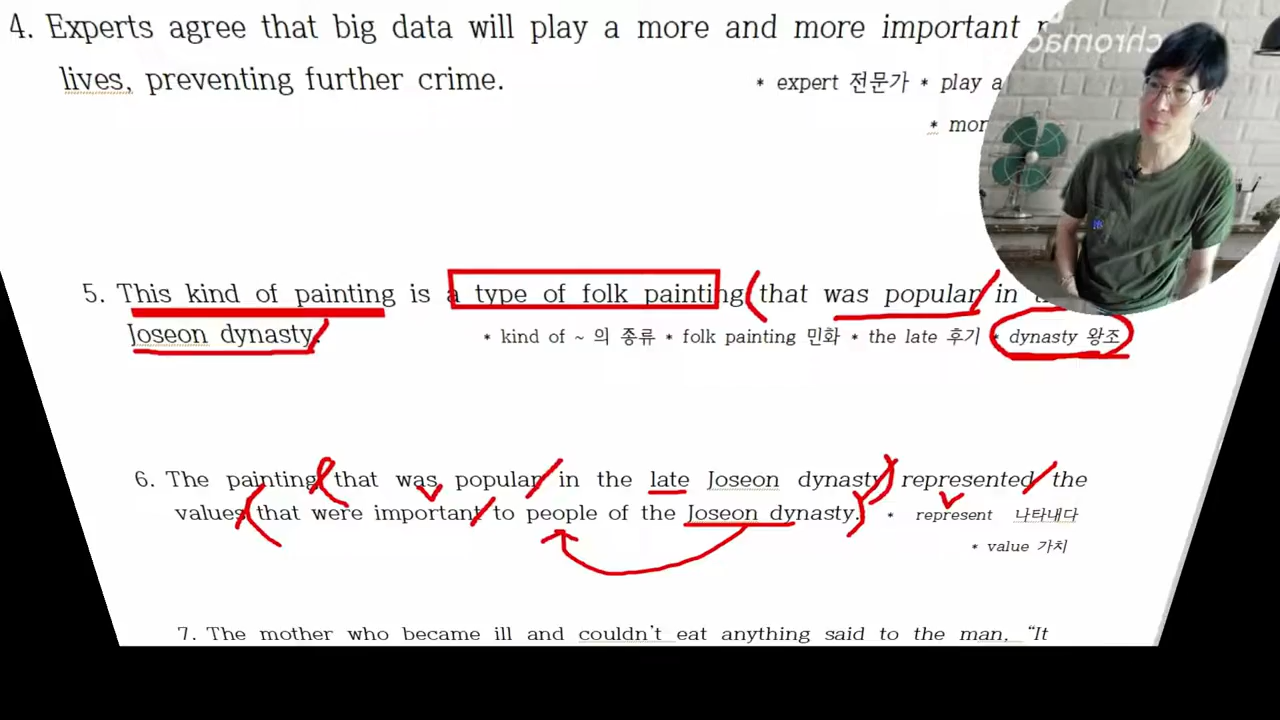 4. Experts agree that big data will play a more and more important
lives, preventing further crime.
* expert 전문가 * play a
chromac
5. This kind of painting is a type of folk painting that was popular in
Joseon dynasty.
* kind of ~ 의 종류 * folk painting 민화 * the late 후기 * dynasty 왕조
6. The painting that was popular in the late Joseon dynasty represented the
values that were important to people of the Joseon dynasty.
* represent 나타내다
* value 가치
7. The mother who became ill and couldn't eat anything said to the man, “It